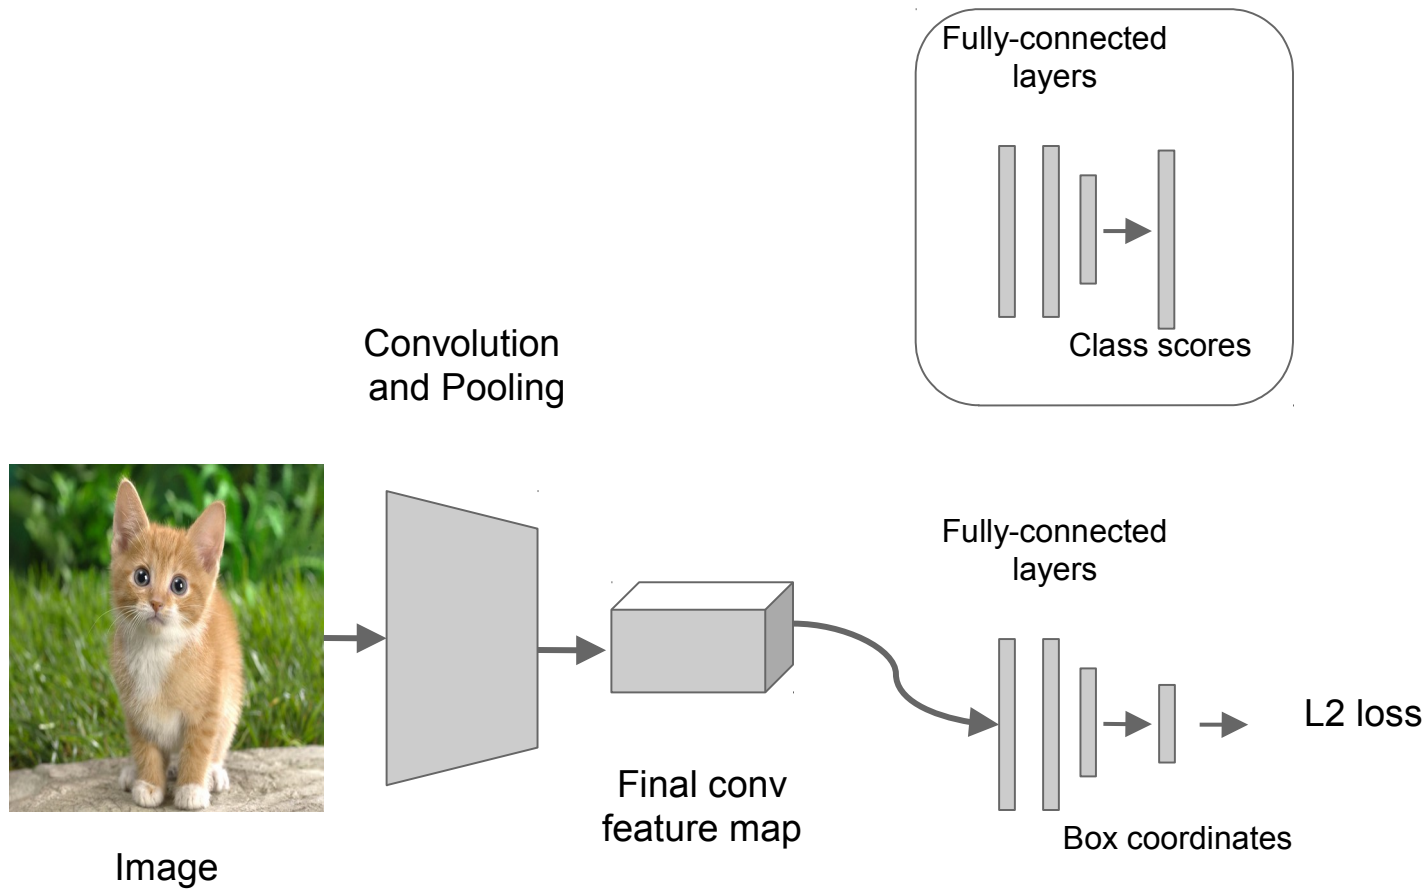 Fully-connected
layers
Class scores
Convolution
and Pooling
Fully-connected
layers
L2 loss
Final conv
feature map
Box coordinates
Image